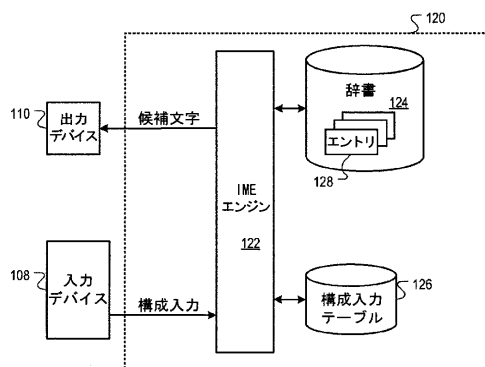 120
110
出力
デバイス
候補文字
辞書
124
エントリ
128
IME
エンジン
122
108
入力
デバイス
構成入力
構成入力
テーブル
126